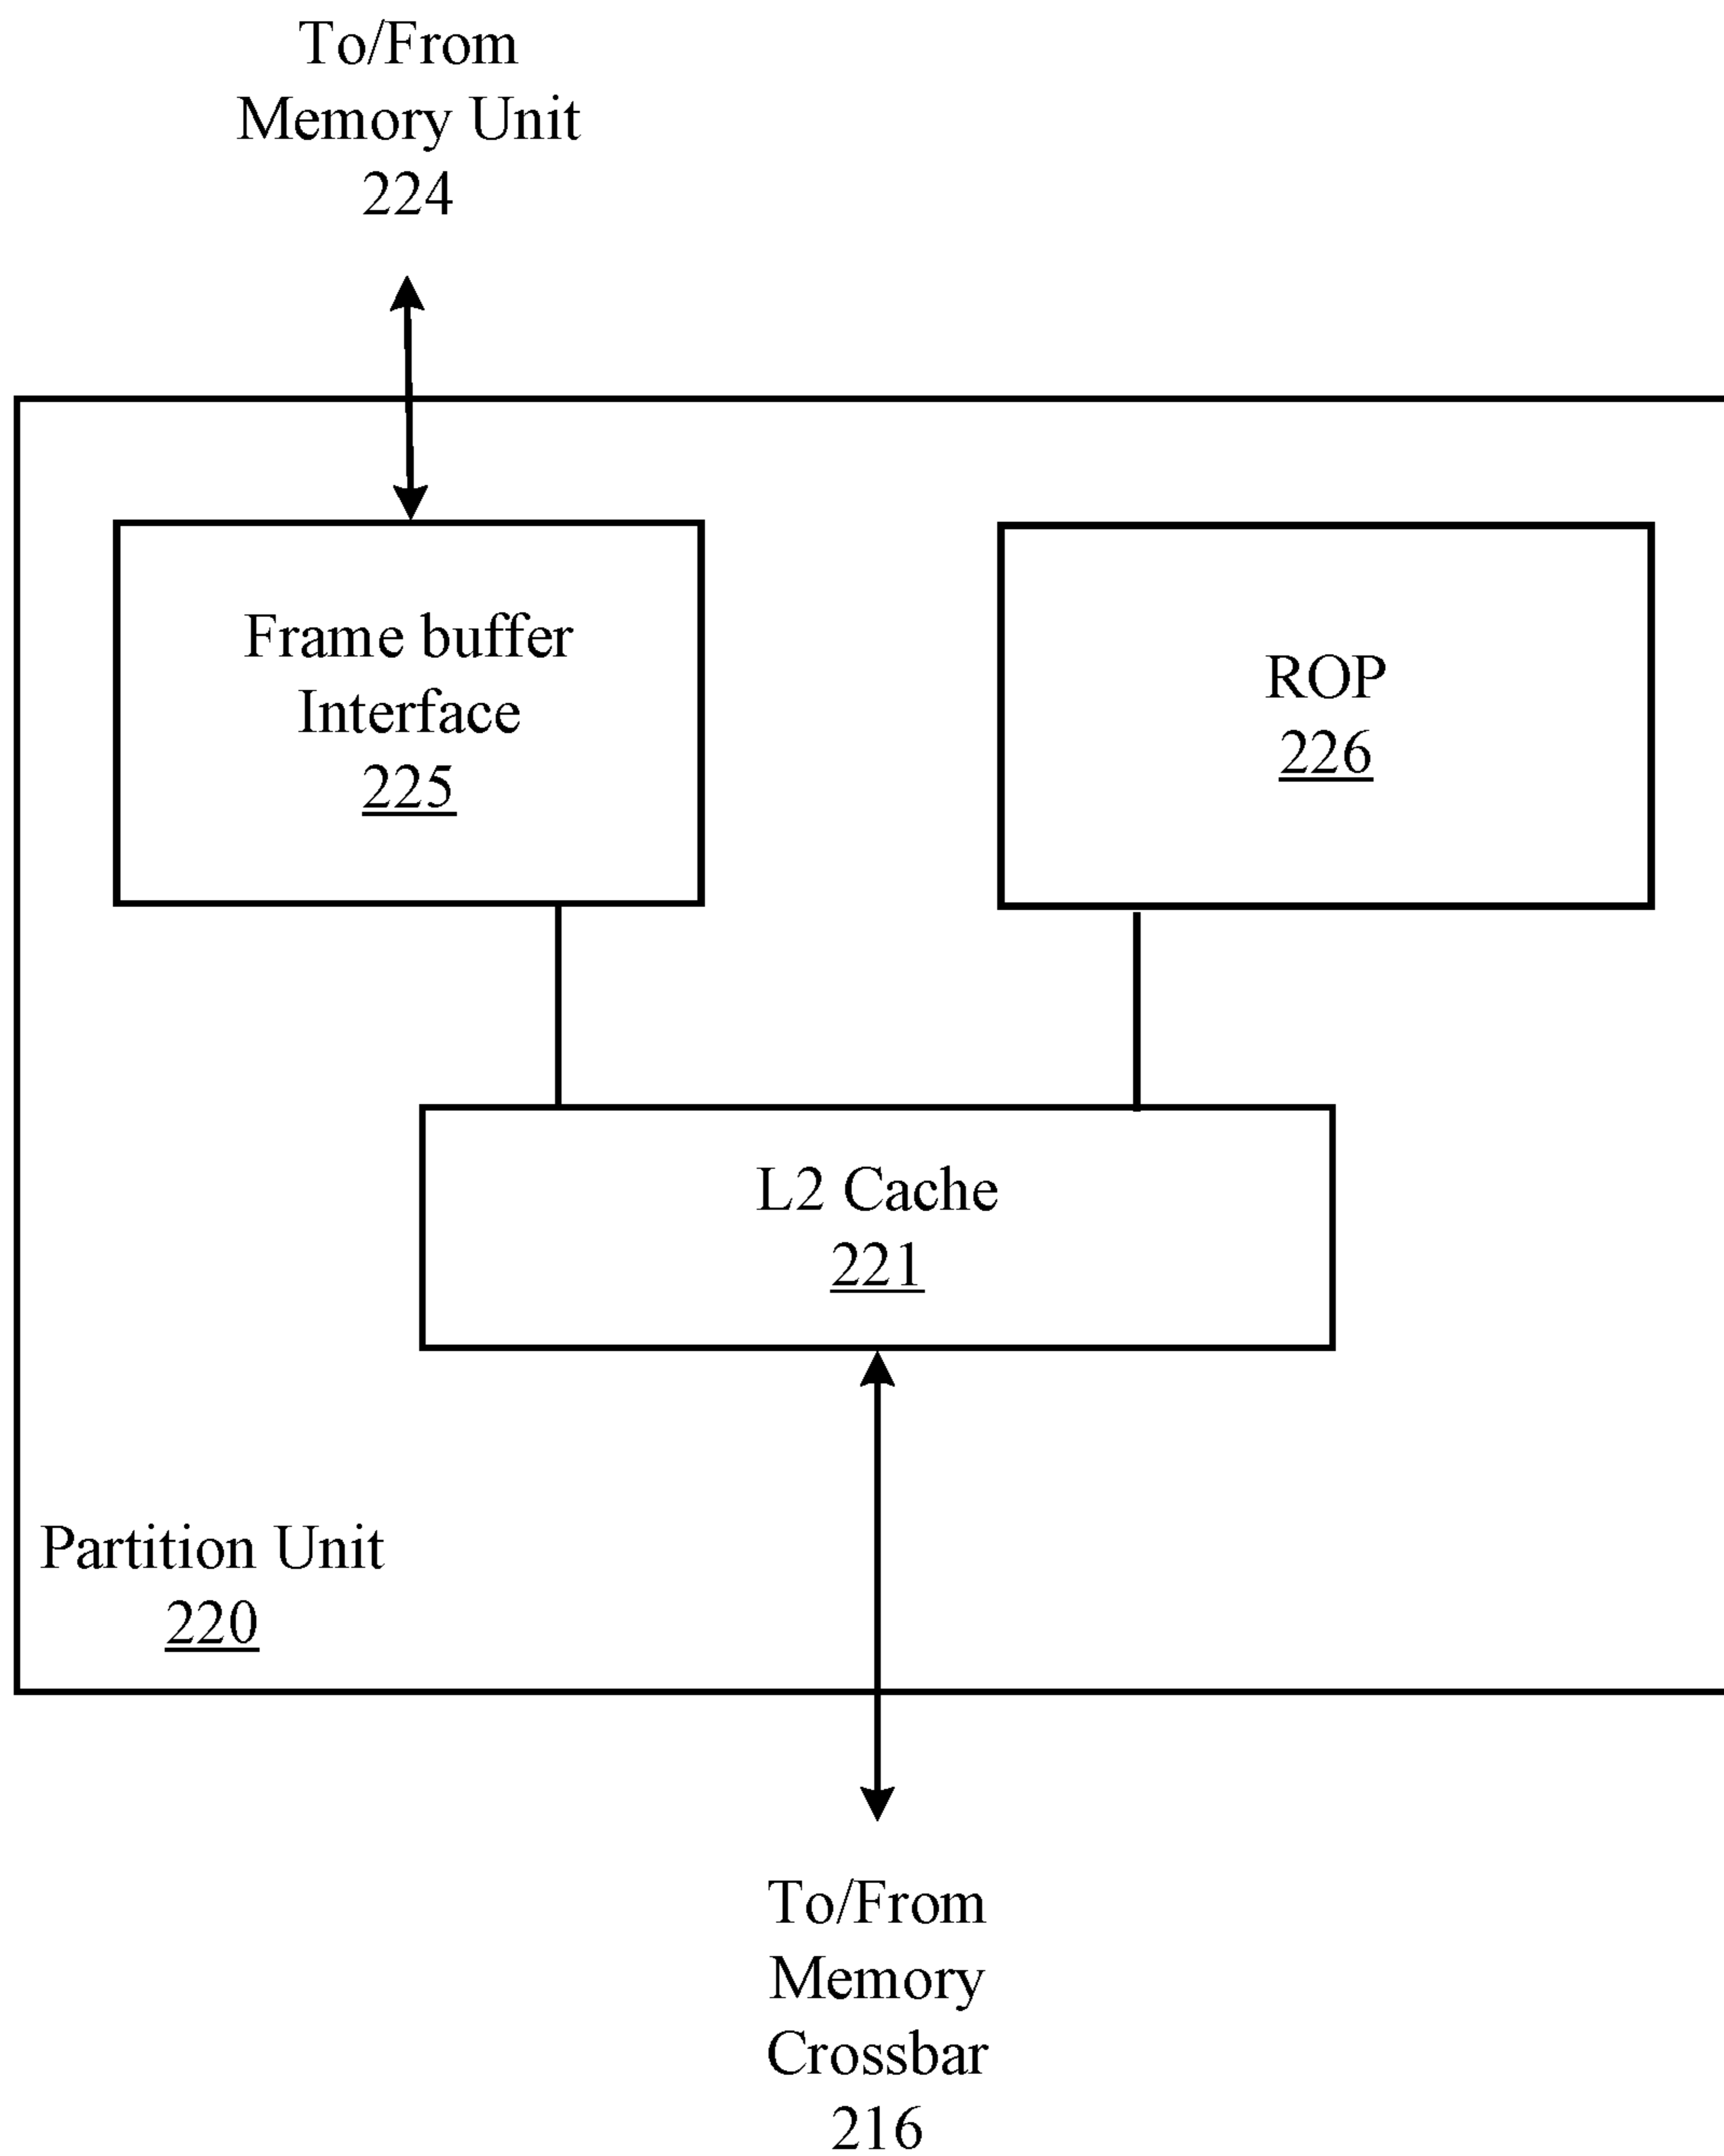 To/From
Memory Unit
224
Frame buffer
Interface
225
ROP
226
L2 Cache
221
Partition Unit
220
To/From
Memory
Crossbar
216